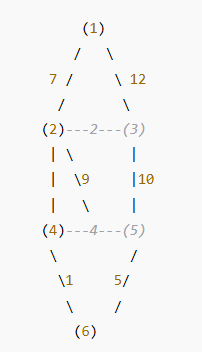 (1)
/ \
7 / \ 12
/ \
(2)---2---(3)
| \ |
| \9 |10
| \ |
(4)---4---(5)
\ /
\1 5/
\ /
(6)